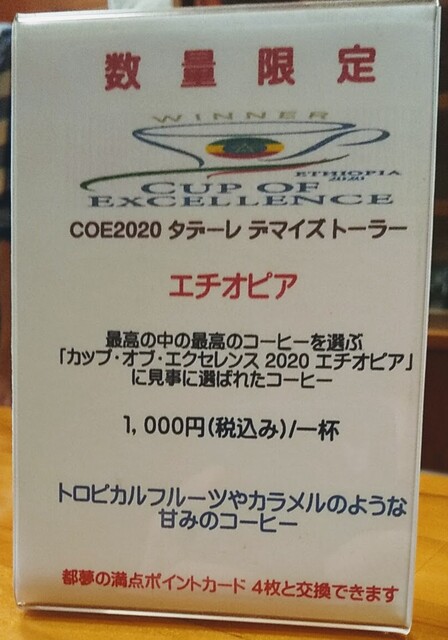 数量限定
WINNER
ETHIOPIA
2020
CUP OF
EXCELLENCE
COE2020 タデーレ デマイズトーラー
エチオピア
最高の中の最高のコーヒーを選ぶ
「カップ・オブ・エクセレンス 2020 エチオピア」
に見事に選ばれたコーヒー
1,000円(税込み)/一杯
トロピカルフルーツやカラメルのような
甘みのコーヒー
都夢の満点ポイントカード 4枚と交換できます